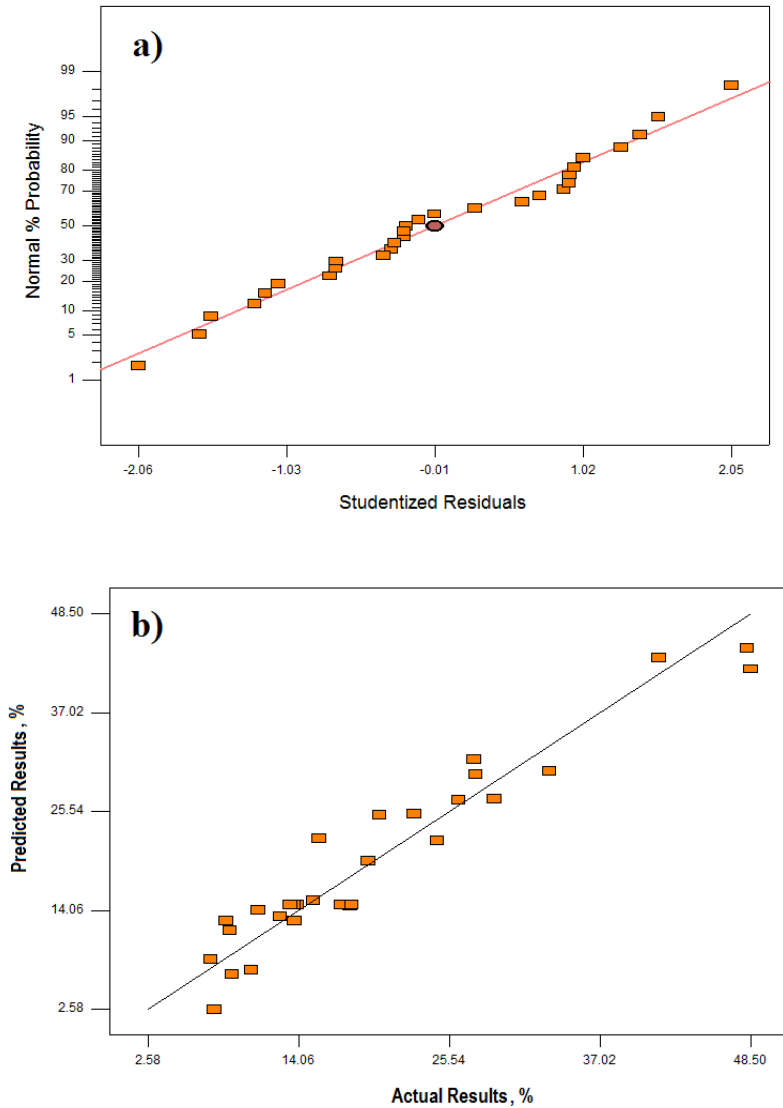 a)
Normal % Probability
99
95
90
80
70
50
30
20
10
5
1
-2.06 -1.03 -0.01 1.02 2.05
Studentized Residuals
b)
Predicted Results, %
48.50
37.02
25.54
14.06
2.58
2.58 14.06 25.54 37.02 48.50
Actual Results, %